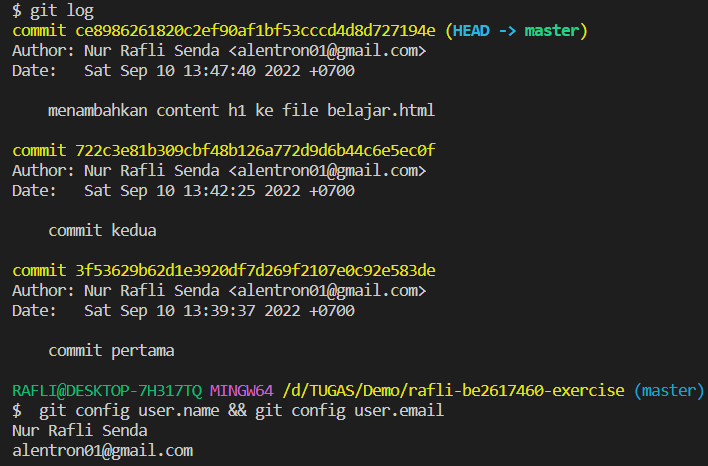 $ git log
commit ce8986261820c2ef90af1bf53cccd4d8d727194e (HEAD -> master)
Author: Nur Rafli Senda <alentron01@gmail.com>
Date:   Sat Sep 10 13:47:40 2022 +0700
    menambahkan content h1 ke file belajar.html
commit 722c3e81b309cbf48b126a772d9d6b44c6e5ec0f
Author: Nur Rafli Senda <alentron01@gmail.com>
Date:   Sat Sep 10 13:42:25 2022 +0700
    commit kedua
commit 3f53629b62d1e3920df7d269f2107e0c92e583de
Author: Nur Rafli Senda <alentron01@gmail.com>
Date:   Sat Sep 10 13:39:37 2022 +0700
    commit pertama
RAFLI@DESKTOP-7H317TQ MINGW64 /d/TUGAS/Demo/rafli-be2617460-exercise (master)
$  git config user.name && git config user.email
Nur Rafli Senda
alentron01@gmail.com